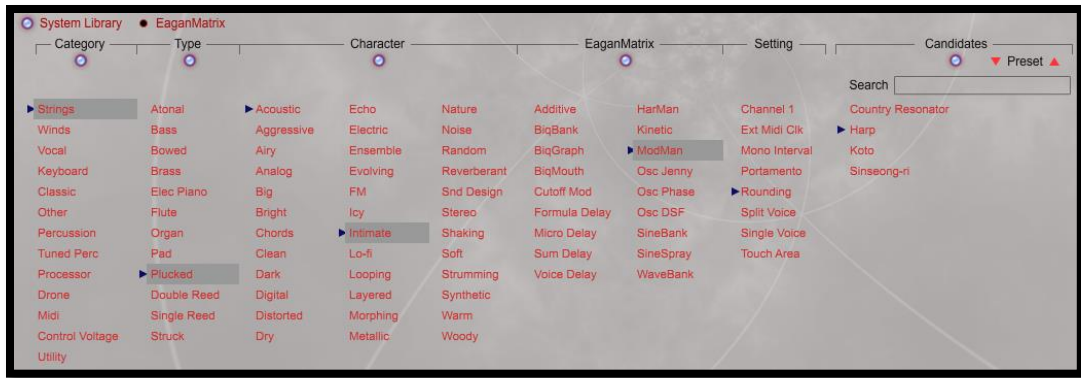 System Library EaganMatrix
Category Type Character EaganMatrix Setting Candidates
Preset
Search
Strings Atonal Acoustic Echo Nature Additive HarMan Channel 1 Country Resonator
Winds Bass Aggressive Electric Noise BiqBank Kinetic Ext Midi Clk Harp
Vocal Bowed Airy Ensemble Random BiqGraph ModMan Mono Interval Koto
Keyboard Brass Analog Evolving Reverberant BiqMouth Osc Jenny Portamento Sinseong-ri
Classic Elec Piano Big FM Snd Design Cutoff Mod Osc Phase Rounding
Other Flute Bright Icy Stereo Formula Delay Osc DSF Split Voice
Percussion Organ Chords Intimate Shaking Micro Delay SineBank Single Voice
Tuned Perc Pad Clean Lo-fi Soft Sum Delay SineSpray Touch Area
Processor Plucked Dark Looping Strumming Voice Delay WaveBank
Drone Double Reed Digital Layered Synthetic
Midi Single Reed Distorted Morphing Warm
Control Voltage Struck Dry Metallic Woody
Utility